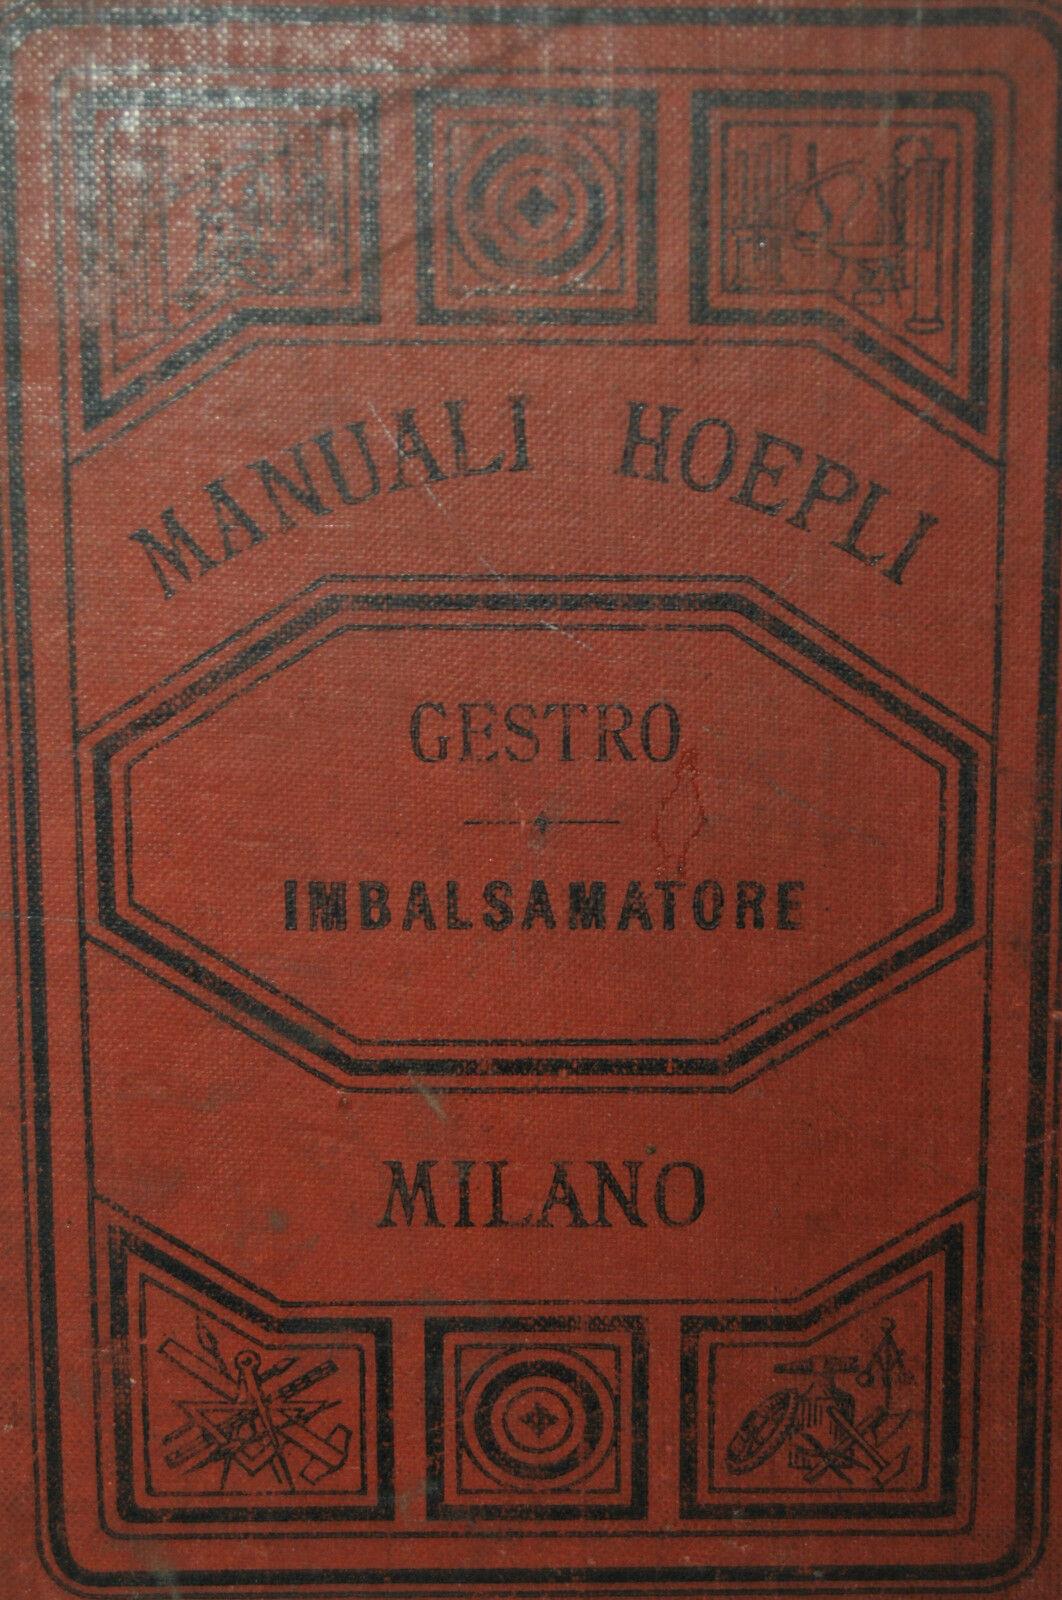 MANUALI HOEPLI
GESTRO
IMBALSAMATORE
MILANO